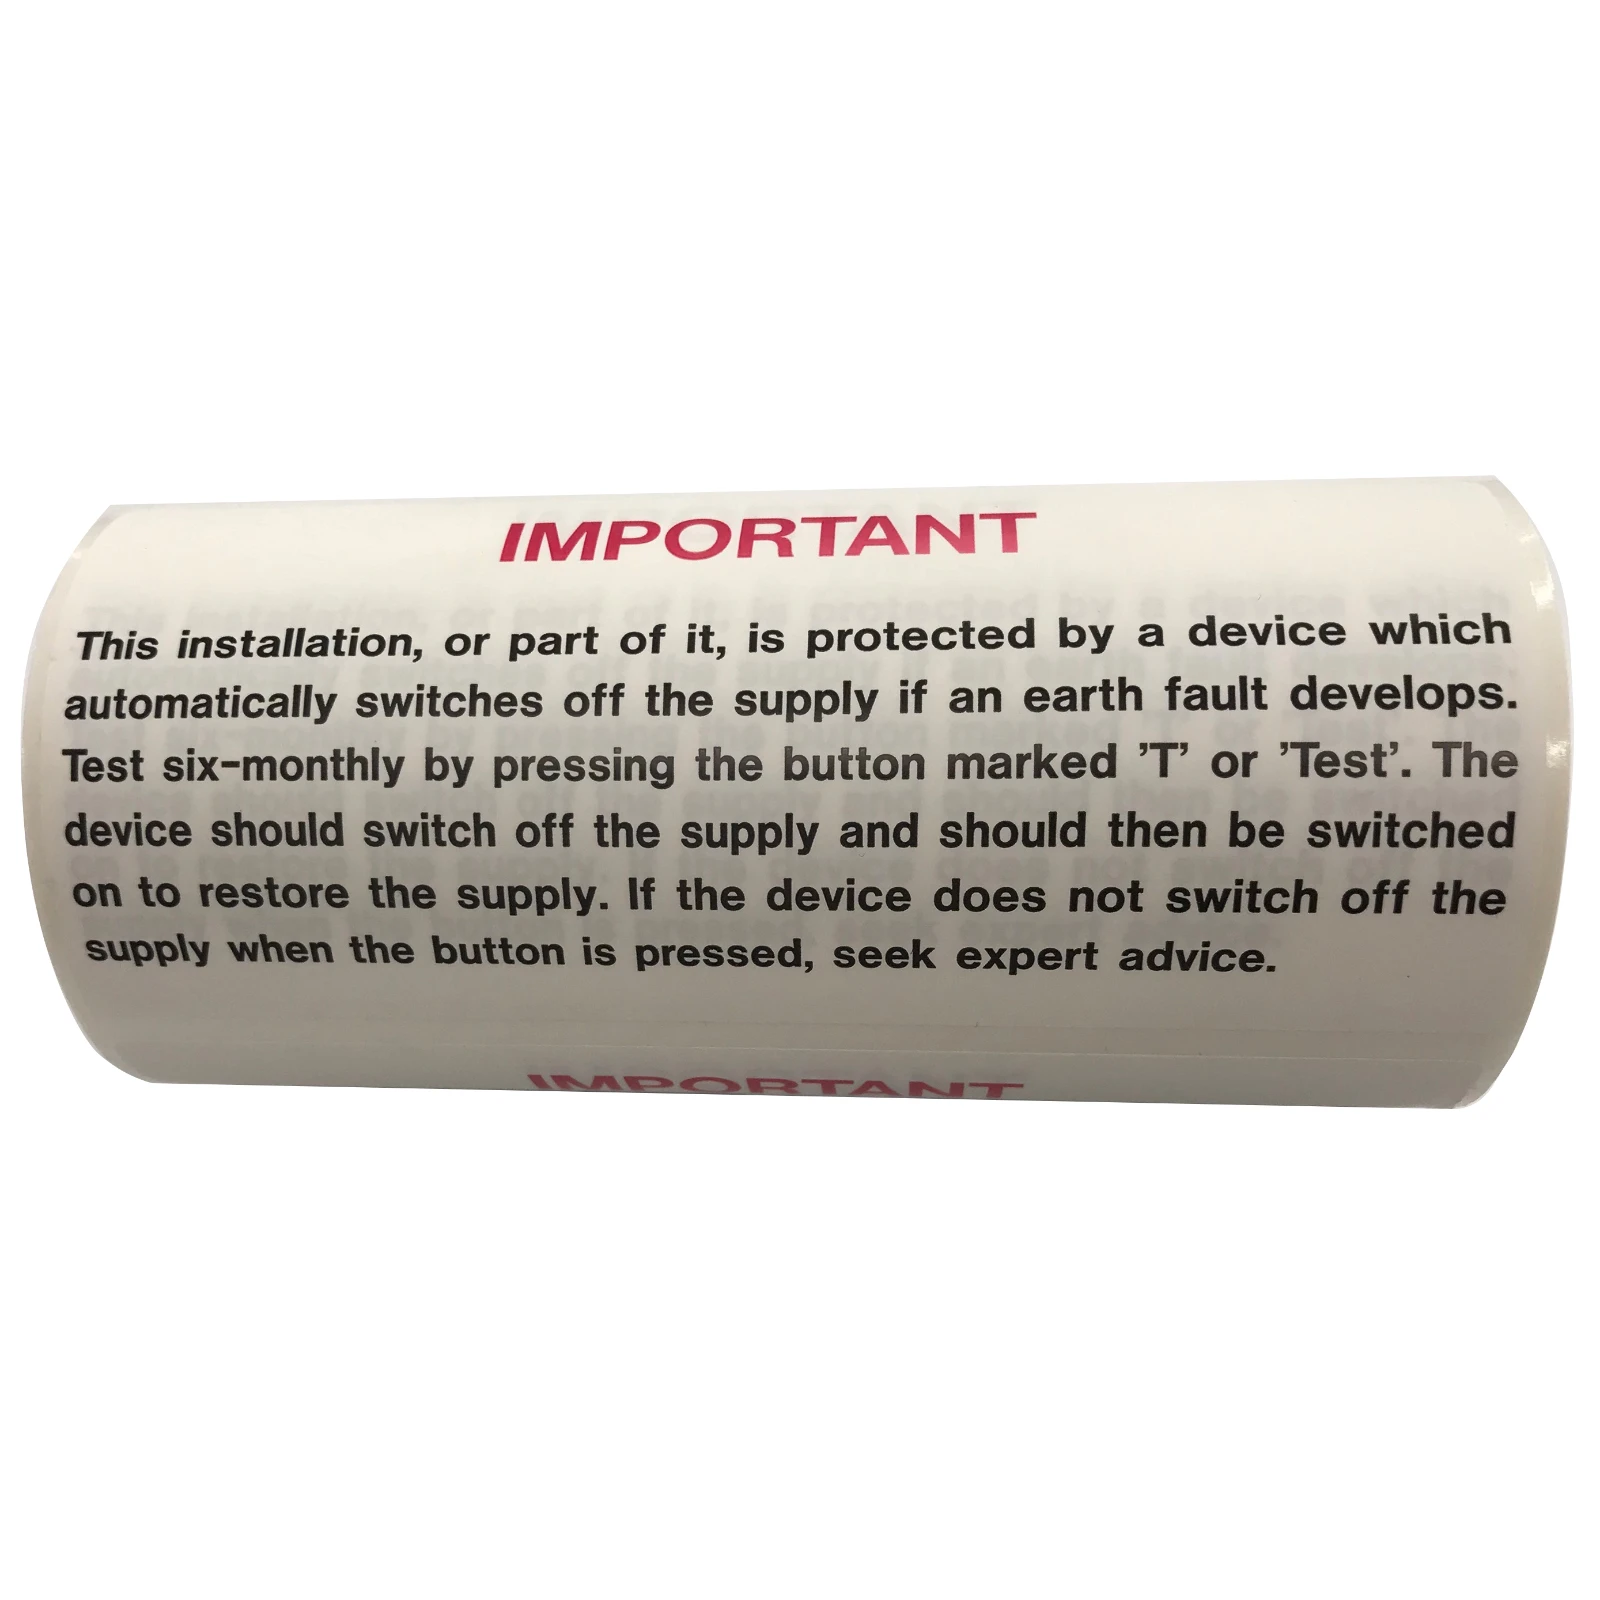 IMPORTANT
This installation, or part of it, is protected by a device which
automatically switches off the supply if an earth fault develops.
Test six-monthly by pressing the button marked ’T’ or ’Test’. The
device should switch off the supply and should then be switched
on to restore the supply. If the device does not switch off the
supply when the button is pressed, seek expert advice.
IMPORTANT